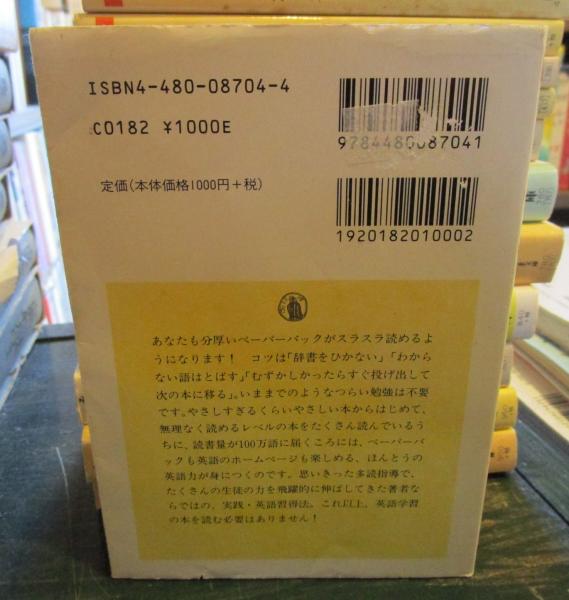 ISBN4-480-08704-4
C0182 ¥1000E
定価(本体価格1000円+税)
9784480087041
1920182010002
あなたも分厚いペーパーバックがスラスラ読めるよ
うになります! コツは「辞書をひかない」「わから
ない語はとばす」「むずかしかったらすぐ投げ出して
次の本に移る」。いままでのようなつらい勉強は不要
です。やさしすぎるくらいやさしい本からはじめて、
無理なく読めるレベルの本をたくさん読んでいるう
ちに、読書量が100万語に届くころには、ペーパーバ
ックも英語のホームページも楽しめる、ほんとうの
英語力が身につくのです。思いきった多読指導で、
たくさんの生徒の力を飛躍的に伸ばしてきた著者な
らではの、実践・英語習得法。これ以上、英語学習
の本を読む必要はありません!